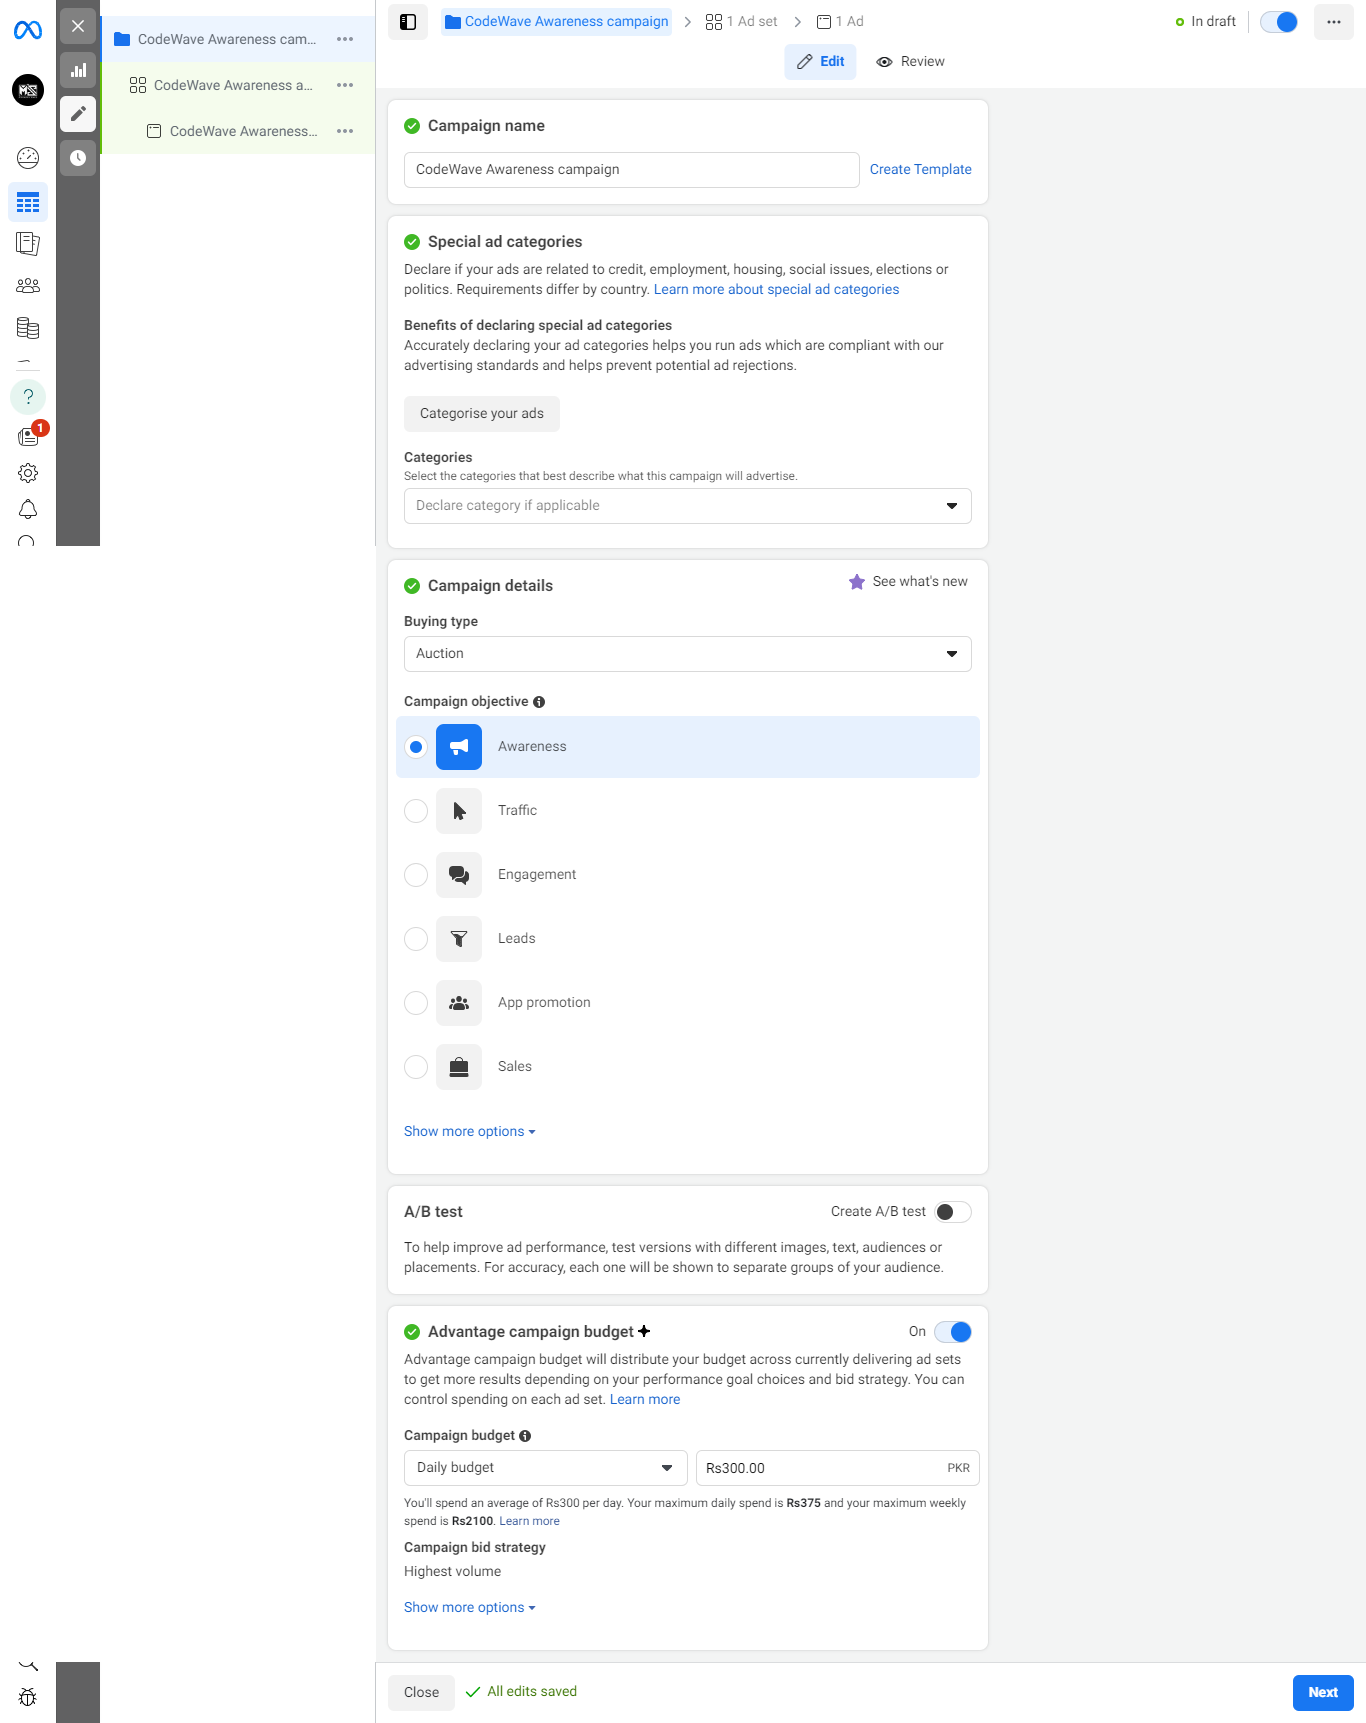 CodeWave Awareness cam...
CodeWave Awareness a...
CodeWave Awareness...
?
1
CodeWave Awareness campaign
1 Ad set
1 Ad
In draft
Edit
Review
Campaign name
CodeWave Awareness campaign
Create Template
Special ad categories
Declare if your ads are related to credit, employment, housing, social issues, elections or
politics. Requirements differ by country. Learn more about special ad categories
Benefits of declaring special ad categories
Accurately declaring your ad categories helps you run ads which are compliant with our
advertising standards and helps prevent potential ad rejections.
Categorise your ads
Categories
Select the categories that best describe what this campaign will advertise.
Declare category if applicable
Campaign details
See what's new
Buying type
Auction
Campaign objective
Awareness
Traffic
Engagement
Leads
App promotion
Sales
Show more options
A/B test
Create A/B test
To help improve ad performance, test versions with different images, text, audiences or
placements. For accuracy, each one will be shown to separate groups of your audience.
Advantage campaign budget
On
Advantage campaign budget will distribute your budget across currently delivering ad sets
to get more results depending on your performance goal choices and bid strategy. You can
control spending on each ad set. Learn more
Campaign budget
Daily budget
Rs300.00
PKR
You'll spend an average of Rs300 per day. Your maximum daily spend is Rs375 and your maximum weekly
spend is Rs2100. Learn more
Campaign bid strategy
Highest volume
Show more options
Close
All edits saved
Next